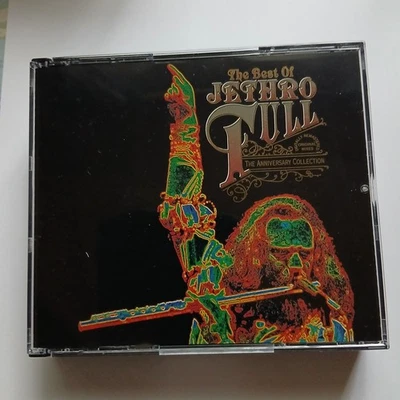 The Best Of
JETHRO
TULL
THE ANNIVERSARY COLLECTION